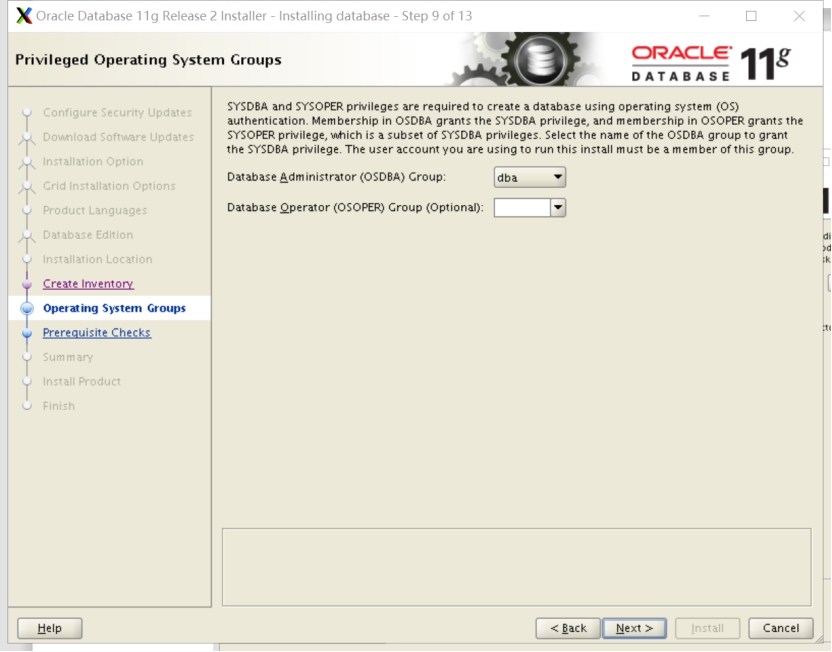 Oracle Database 11g Release 2 Installer - Installing database - Step 9 of 13
Privileged Operating System Groups
ORACLE
DATABASE
11g
Configure Security Updates
Download Software Updates
Installation Option
Grid Installation Options
Product Languages
Database Edition
Installation Location
Create Inventory
Operating System Groups
Prerequisite Checks
Summary
Install Product
Finish
SYSDBA and SYSOPER privileges are required to create a database using operating system (OS)
authentication. Membership in OSDBA grants the SYSDBA privilege, and membership in OSOPER grants the
SYSOPER privilege, which is a subset of SYSDBA privileges. Select the name of the OSDBA group to grant
the SYSDBA privilege. The user account you are using to run this install must be a member of this group.
Database Administrator (OSDBA) Group: dba
Database Operator (OSOPER) Group (Optional):
Help
< Back
Next >
Install
Cancel